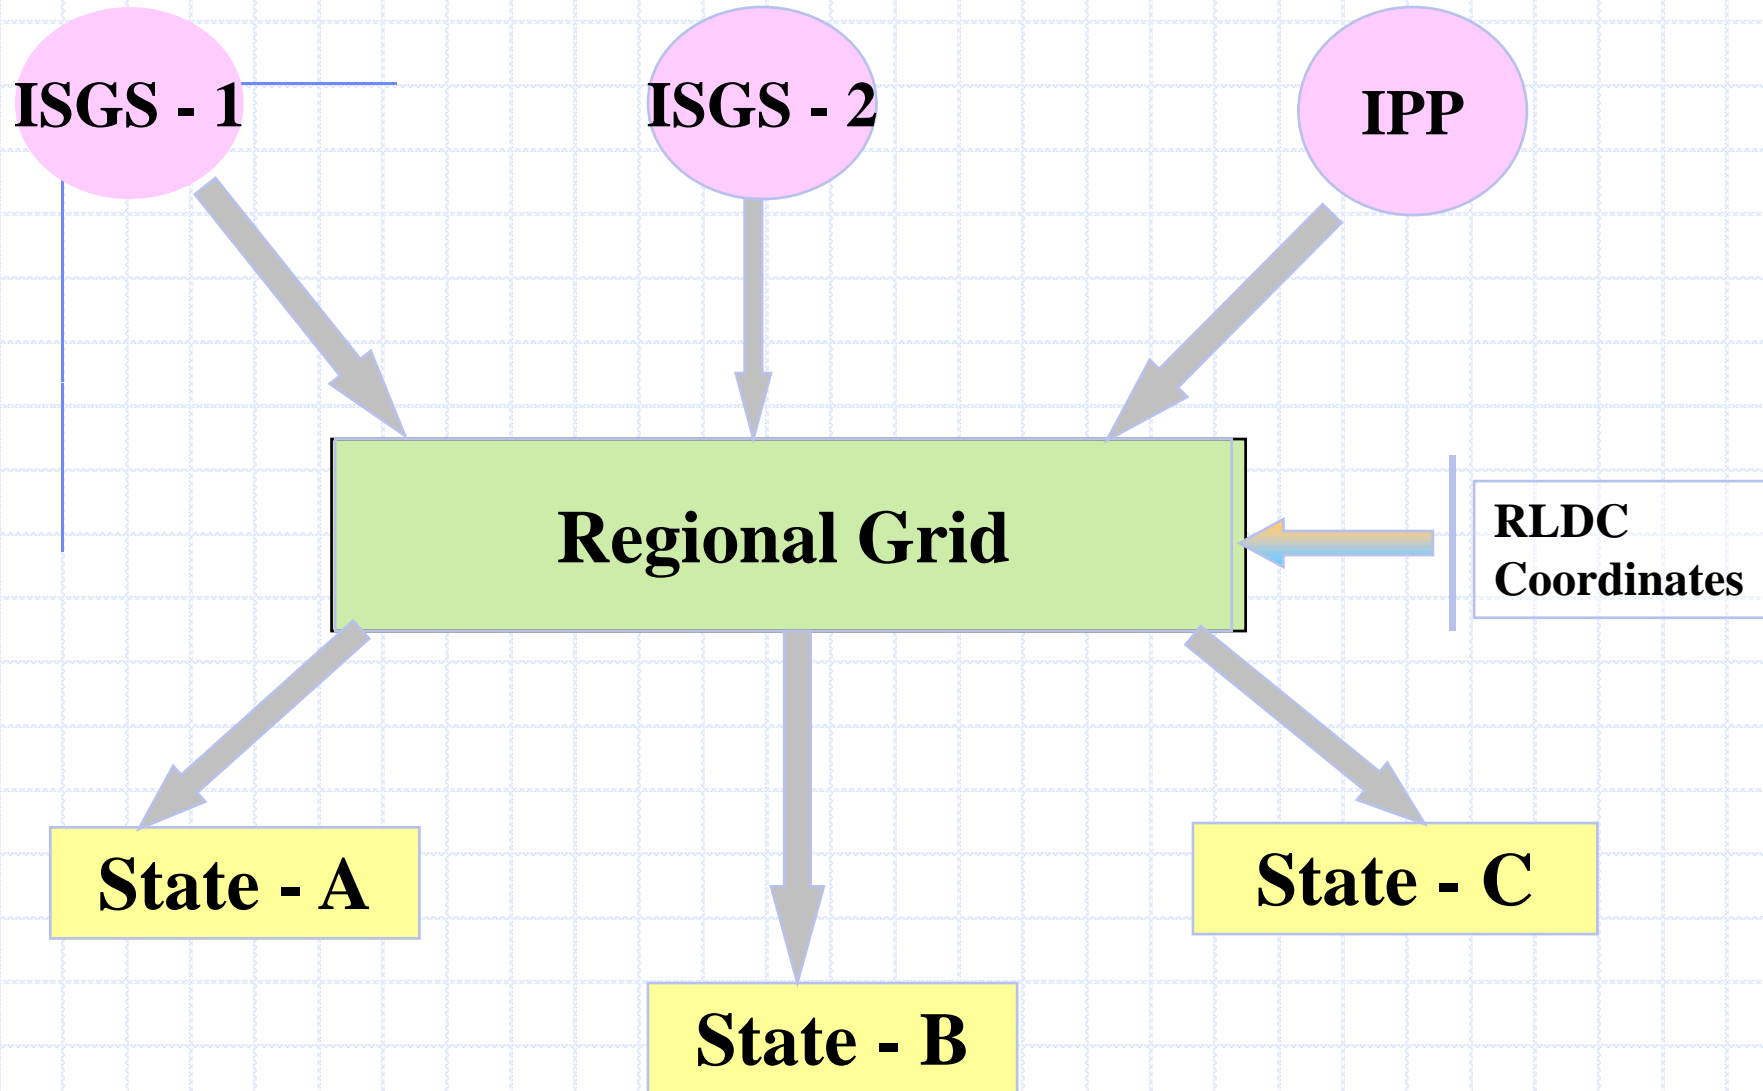 ISGS - 1
ISGS - 2
IPP
Regional Grid
RLDC
Coordinates
State - A
State - C
State - B